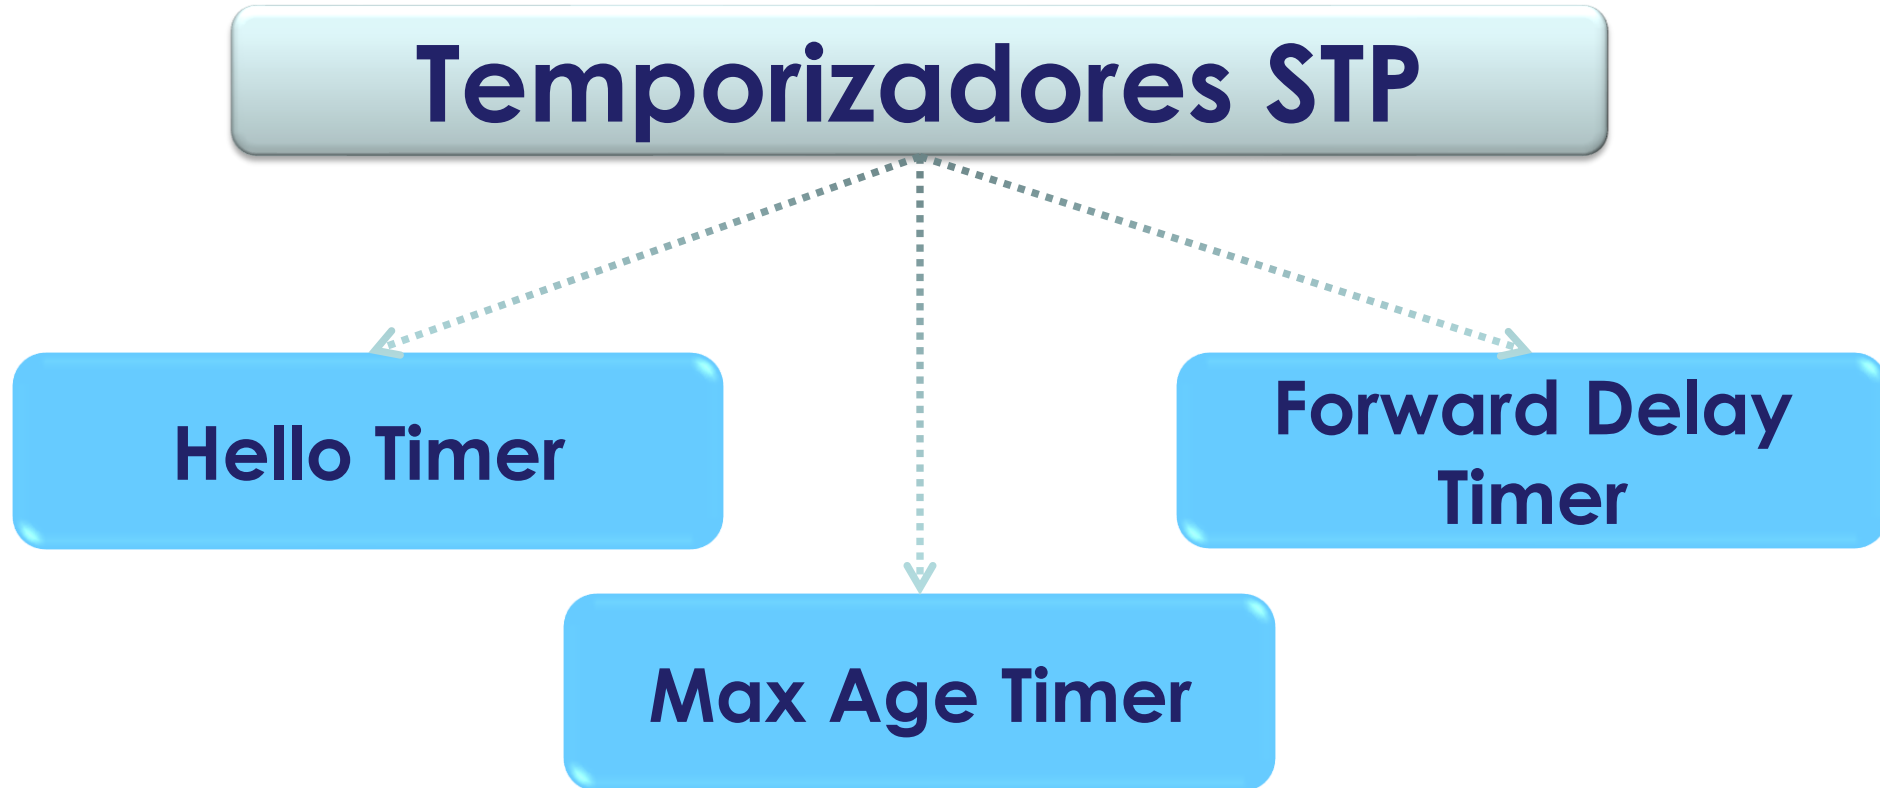 Temporizadores STP
Hello Timer
Forward Delay
Timer
Max Age Timer